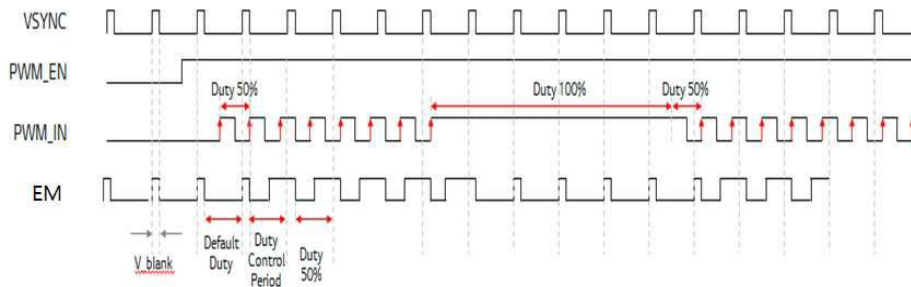 VSYNC
PWM_EN
Duty 50%
Duty 100%
Duty 50%
PWM_IN
EM
V_blank
Default
Duty
Duty
Control
Period
Duty
50%